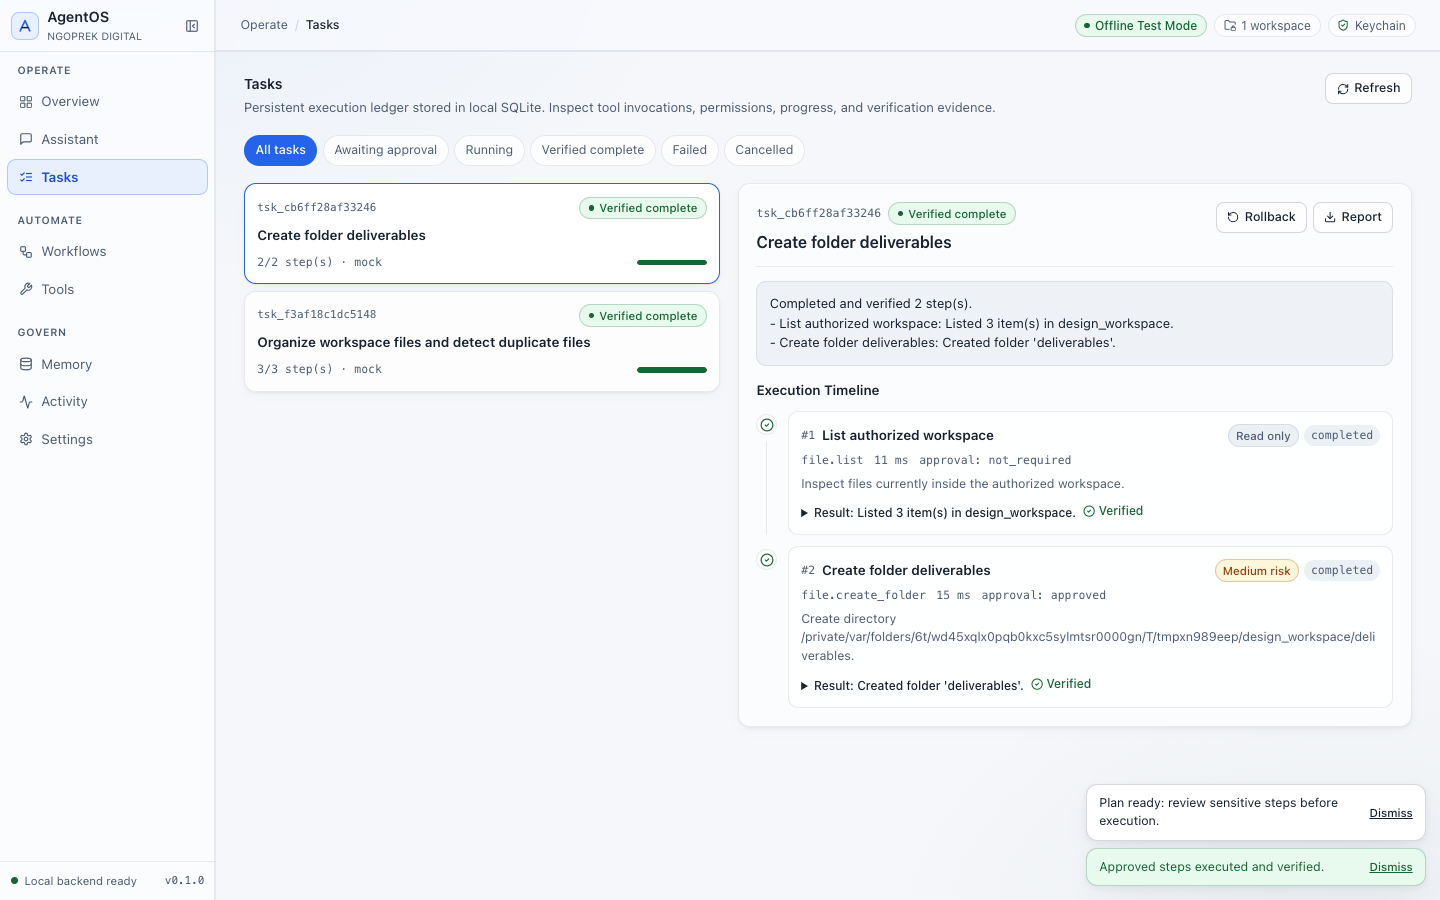 AgentOS
NGOPREK DIGITAL
OPERATE
Overview
Assistant
Tasks
AUTOMATE
Workflows
Tools
GOVERN
Memory
Activity
Settings
Local backend ready v0.1.0
Operate / Tasks
Offline Test Mode
1 workspace
Keychain
Tasks
Persistent execution ledger stored in local SQLite. Inspect tool invocations, permissions, progress, and verification evidence.
Refresh
All tasks
Awaiting approval
Running
Verified complete
Failed
Cancelled
tsk_cb6ff28af33246 Verified complete
Create folder deliverables
2/2 step(s) · mock
tsk_f3af18c1dc5148 Verified complete
Organize workspace files and detect duplicate files
3/3 step(s) · mock
tsk_cb6ff28af33246 Verified complete
Rollback
Report
Create folder deliverables
Completed and verified 2 step(s).
- List authorized workspace: Listed 3 item(s) in design_workspace.
- Create folder deliverables: Created folder 'deliverables'.
Execution Timeline
#1 List authorized workspace Read only completed
file.list 11 ms approval: not_required
Inspect files currently inside the authorized workspace.
Result: Listed 3 item(s) in design_workspace. Verified
#2 Create folder deliverables Medium risk completed
file.create_folder 15 ms approval: approved
Create directory
/private/var/folders/6t/wd45xqlx0pqb0kxc5sylmtsr0000gn/T/tmpxn989eep/design_workspace/deli
verables.
Result: Created folder 'deliverables'. Verified
Plan ready: review sensitive steps before
execution.
Dismiss
Approved steps executed and verified. Dismiss